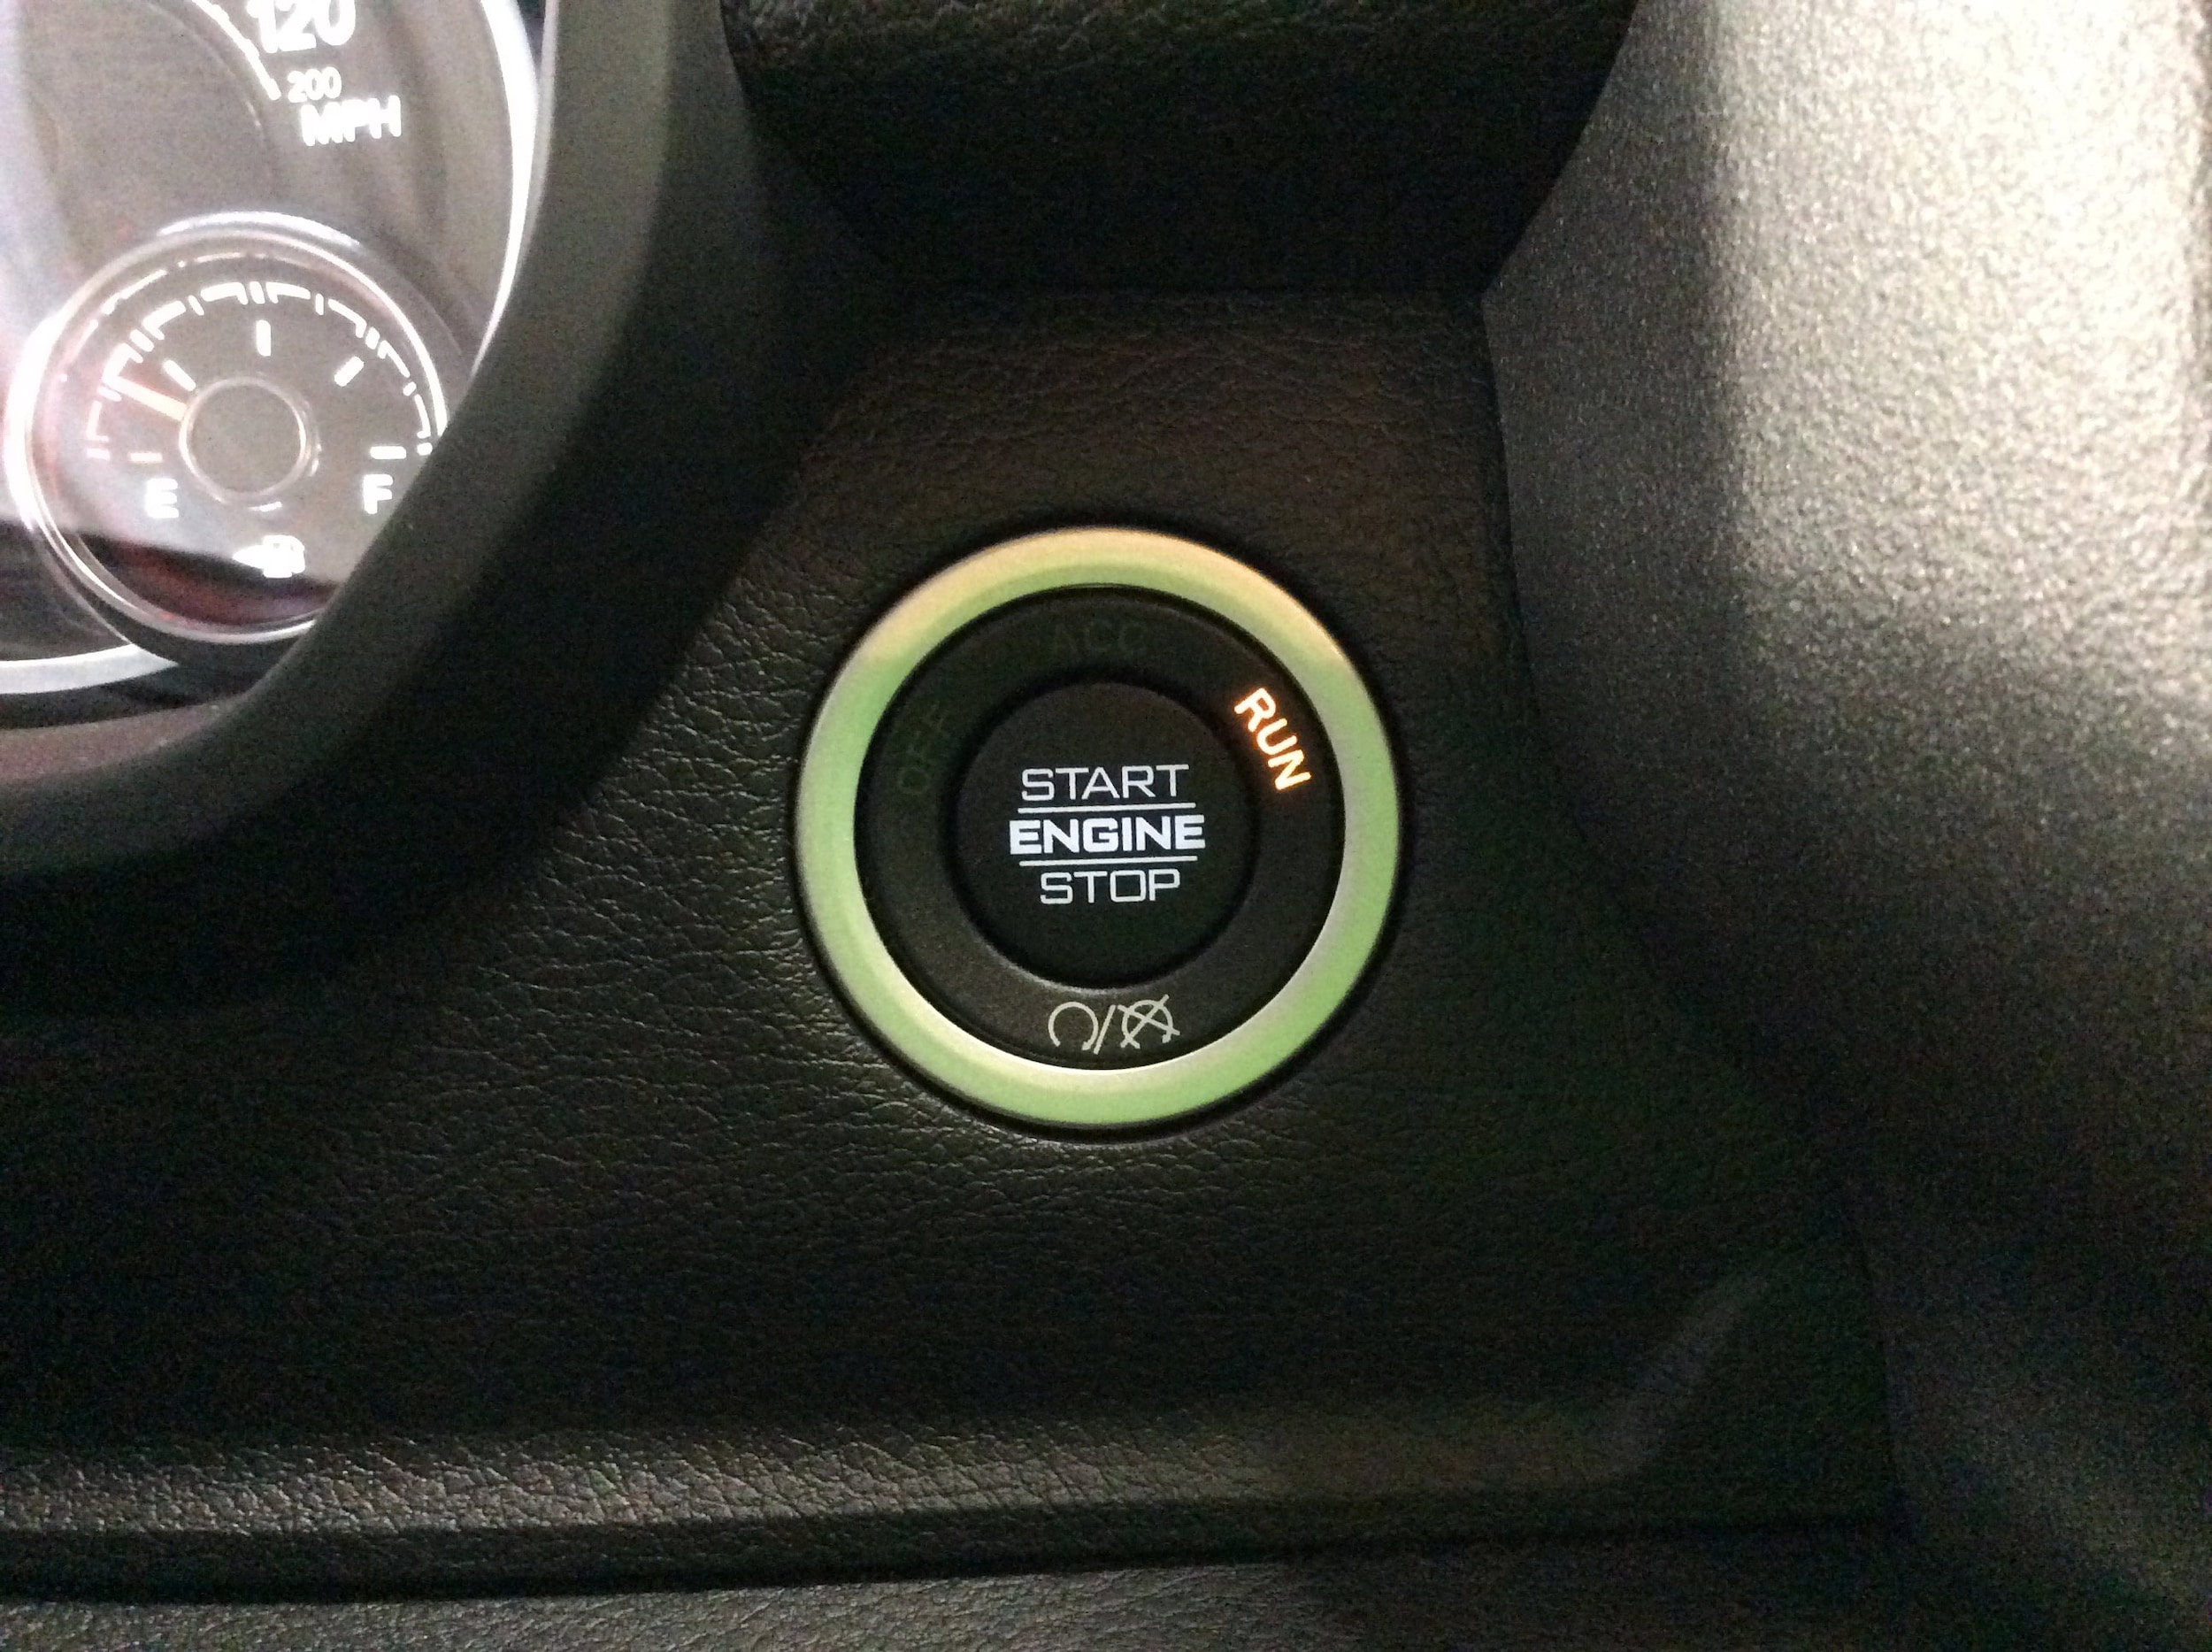 120
200
MPH
E
F
ACC
OFF
RUN
START
ENGINE
STOP